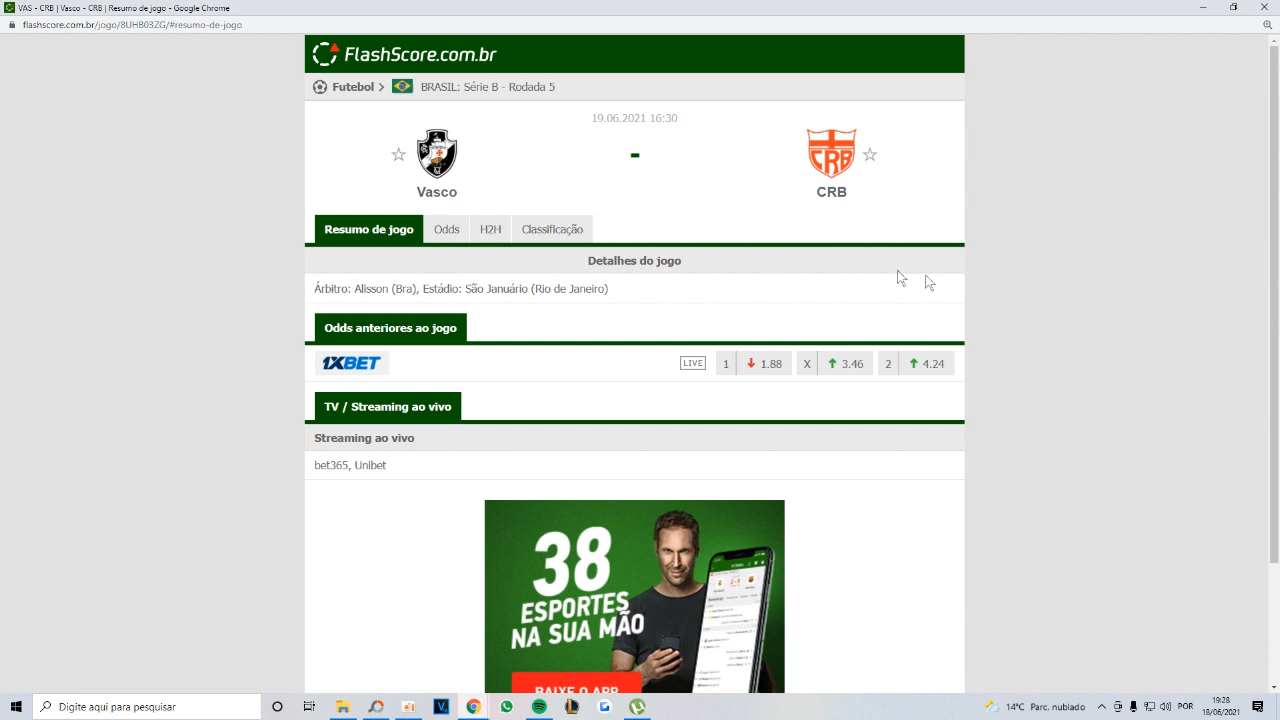 VAS - CRB | Vasco - CRB | Resumo de jogo - Google Chrome
flashscore.com.br/jogo/8UHB03ZG/#resumo-de-jogo
FlashScore.com.br
Futebol > BRASIL: Série B - Rodada 5
19.06.2021 16:30
CRB
-
Vasco
CRB
Resumo de jogo Odds H2H Classificação
Detalhes do jogo
Árbitro: Alisson (Bra), Estádio: São Januário (Rio de Janeiro)
Odds anteriores ao jogo
1XBET LIVE 1 1.88 X 3.46 2 4.24
TV / Streaming ao vivo
Streaming ao vivo
bet365, Unibet
38
ESPORTES
NA SUA MÃO
BAIXE O APP
Digite aqui para pesquisar
14°C Parc. nublado
POR
19:28
18/06/2021